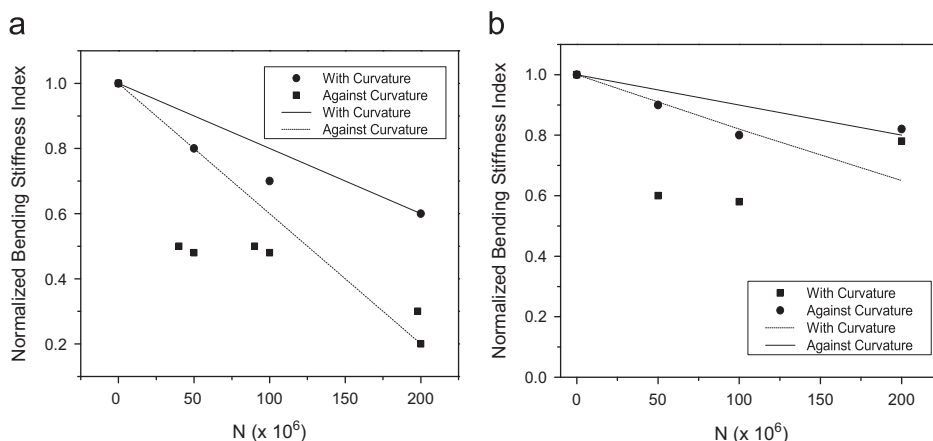 a
Normalized Bending Stiffness Index
1.0
0.8
0.6
0.4
0.2
0
50
100
150
200
N (x 10⁶)
With Curvature
Against Curvature
With Curvature
Against Curvature
b
Normalized Bending Stiffness Index
1.0
0.8
0.6
0.4
0.2
0.0
0
50
100
150
200
N (x 10⁶)
With Curvature
Against Curvature
With Curvature
Against Curvature